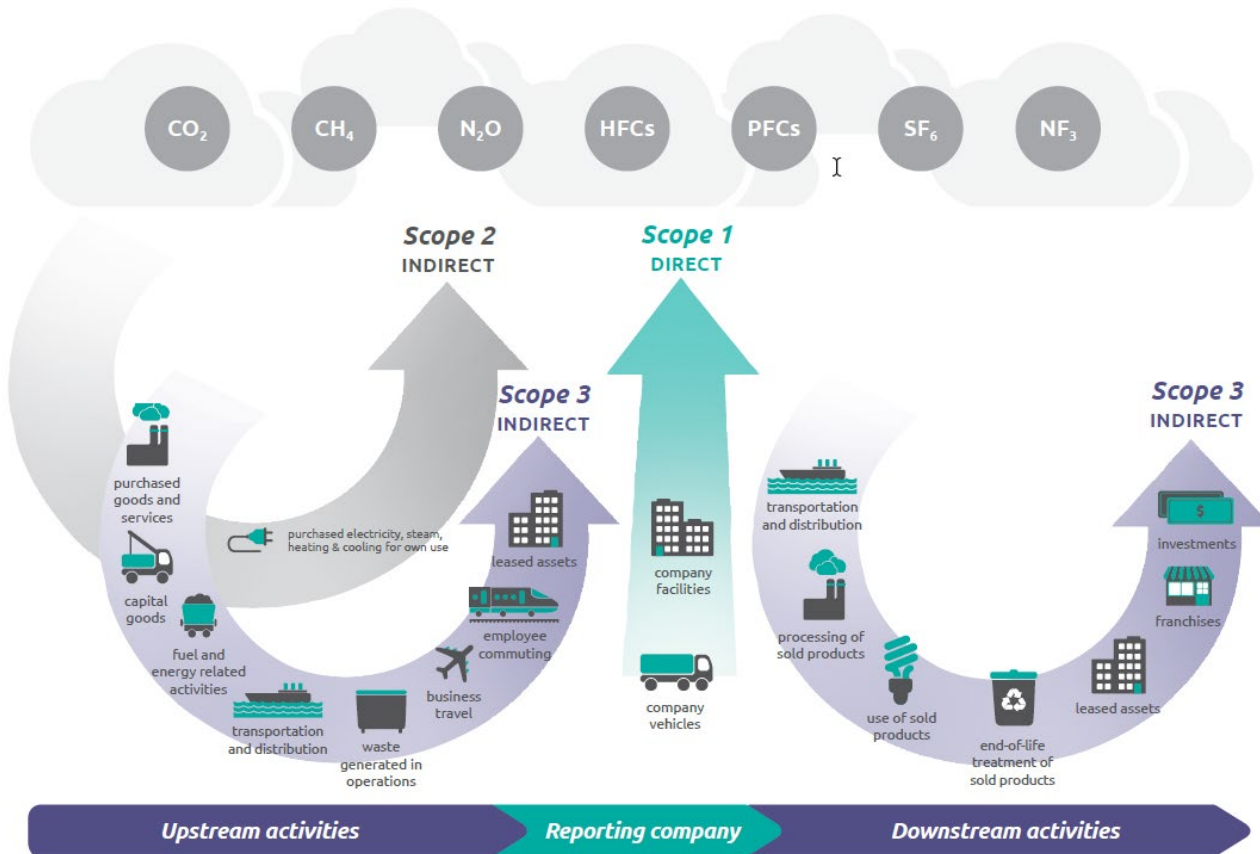 CO₂
CH₄
N₂O
HFCs
PFCs
SF₆
NF₃
Scope 2
INDIRECT
Scope 1
DIRECT
Scope 3
INDIRECT
Scope 3
INDIRECT
purchased
goods and
services
capital
goods
fuel and
energy related
activities
transportation
and distribution
waste
generated in
operations
business
travel
employee
commuting
leased assets
purchased electricity, steam,
heating & cooling for own use
company
facilities
company
vehicles
transportation
and distribution
processing of
sold products
use of sold
products
end-of-life
treatment of
sold products
leased assets
franchises
$
investments
Upstream activities
Reporting company
Downstream activities